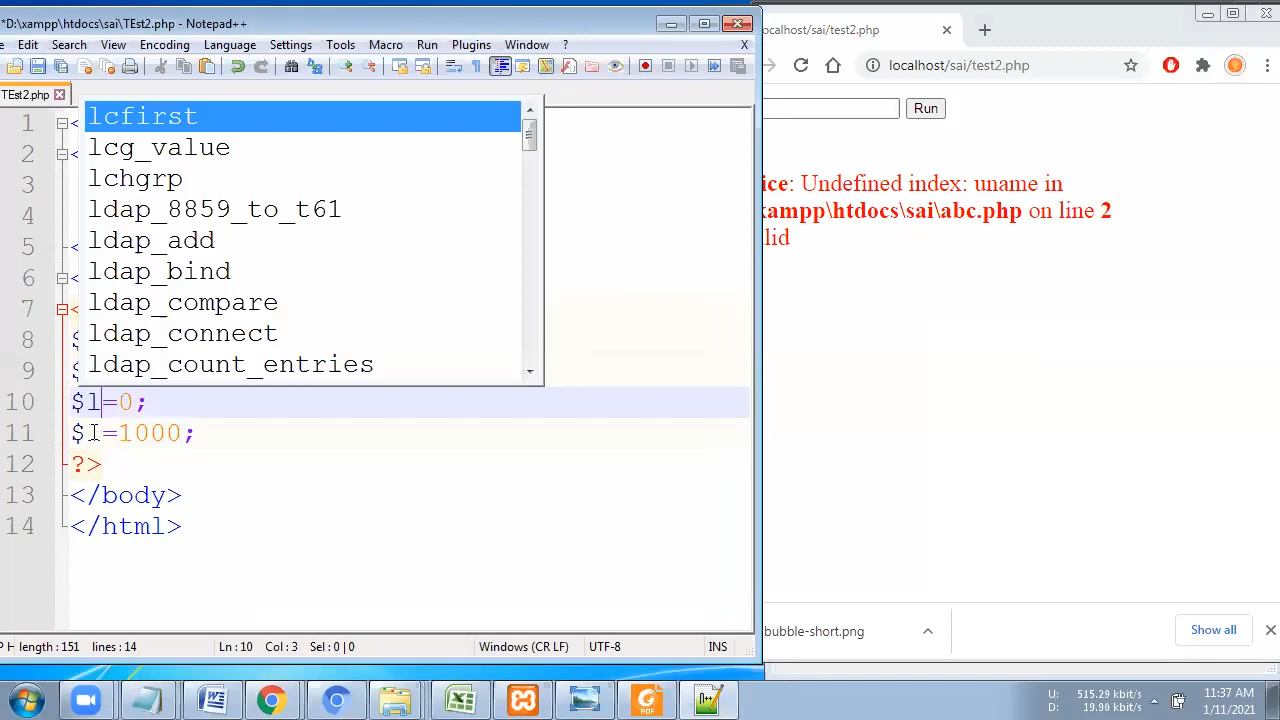 *D:\xampp\htdocs\sai\TEst2.php - Notepad++
Edit Search View Encoding Language Settings Tools Macro Run Plugins Window ? X
TEst2.php
1 <
2 <
3
4
5 <
6 <
7 <
8 $
9 $
10 $l=0;
11 $ =1000;
12 ?>
13 </body>
14 </html>
lcfirst
lcg_value
lchgrp
ldap_8859_to_t61
ldap_add
ldap_bind
ldap_compare
ldap_connect
ldap_count_entries
length:151 lines:14 Ln:10 Col:3 Sel:0|0 Windows (CR LF) UTF-8 INS
ocalhost/sai/test2.php
localhost/sai/test2.php
Run
ice: Undefined index: uname in
xampp\htdocs\sai\abc.php on line 2
lid
bubble-short.png
Show all
PDF
U: 515.29 kbit/s
D: 19.96 kbit/s
11:37 AM
1/11/2021